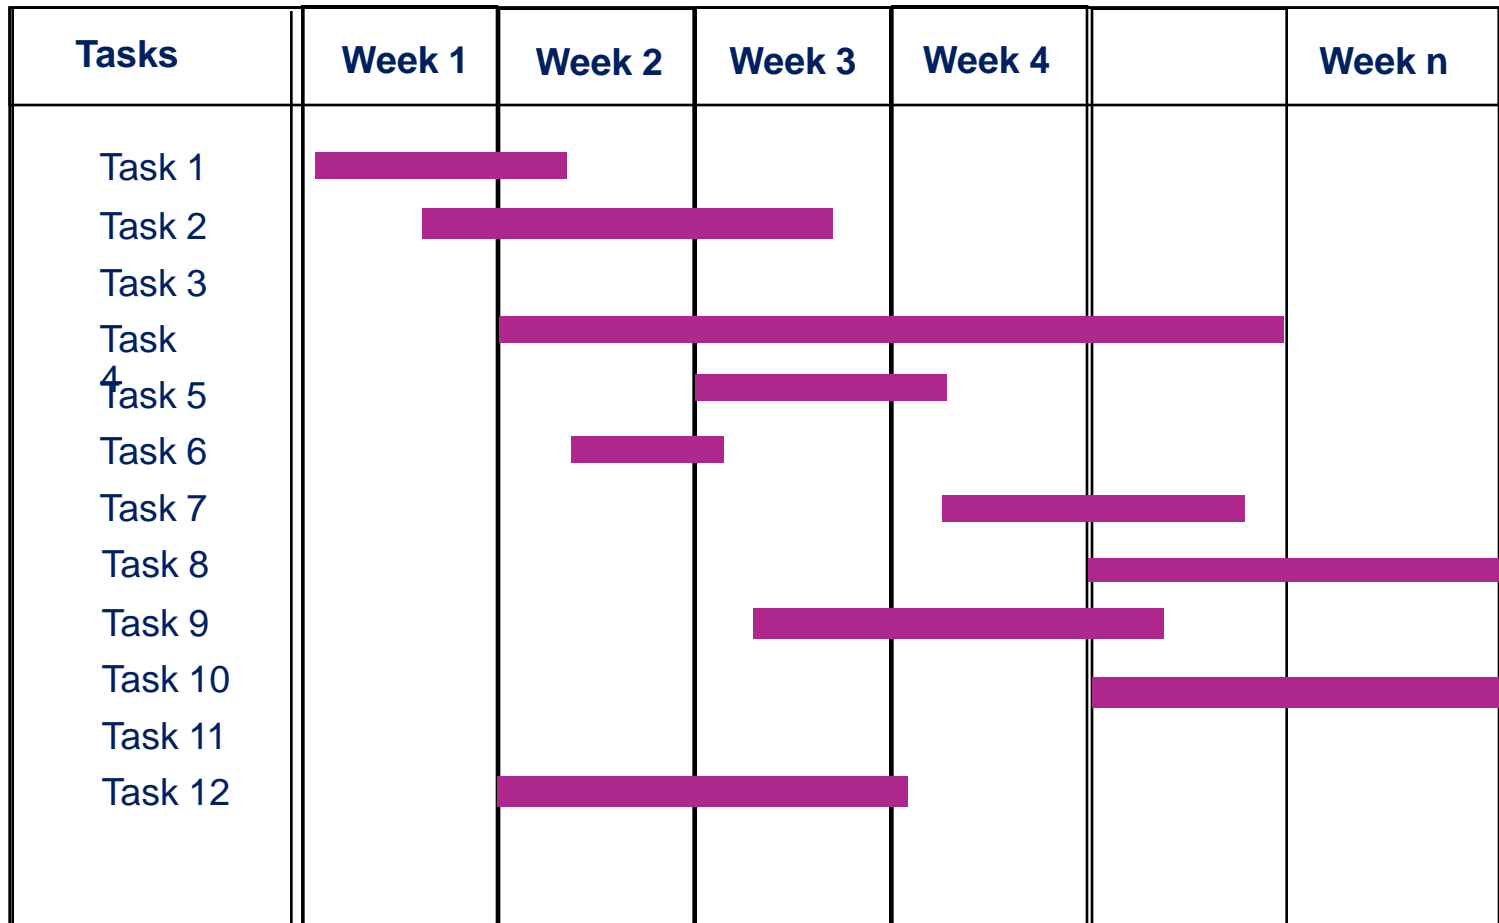 Tasks
Week 1
Week 2
Week 3
Week 4
Week n
Task 1
Task 2
Task 3
Task
4
Task 5
Task 6
Task 7
Task 8
Task 9
Task 10
Task 11
Task 12